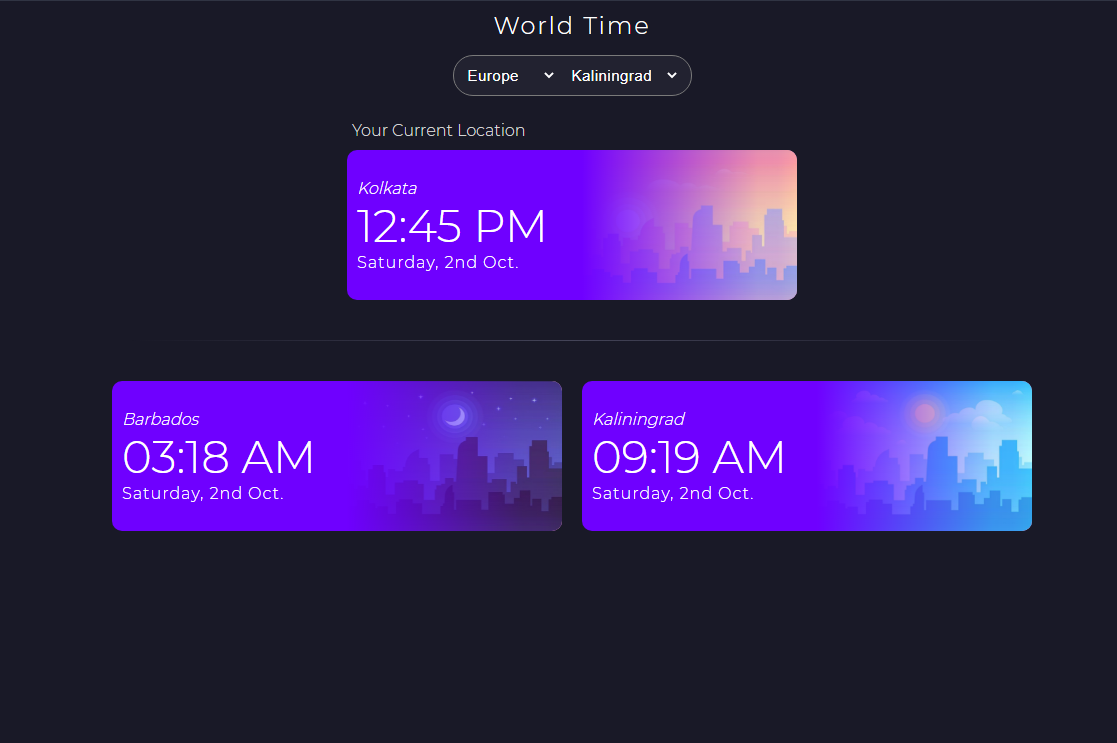 World Time
Europe Kaliningrad
Your Current Location
Kolkata
12:45 PM
Saturday, 2nd Oct.
Barbados
03:18 AM
Saturday, 2nd Oct.
Kaliningrad
09:19 AM
Saturday, 2nd Oct.